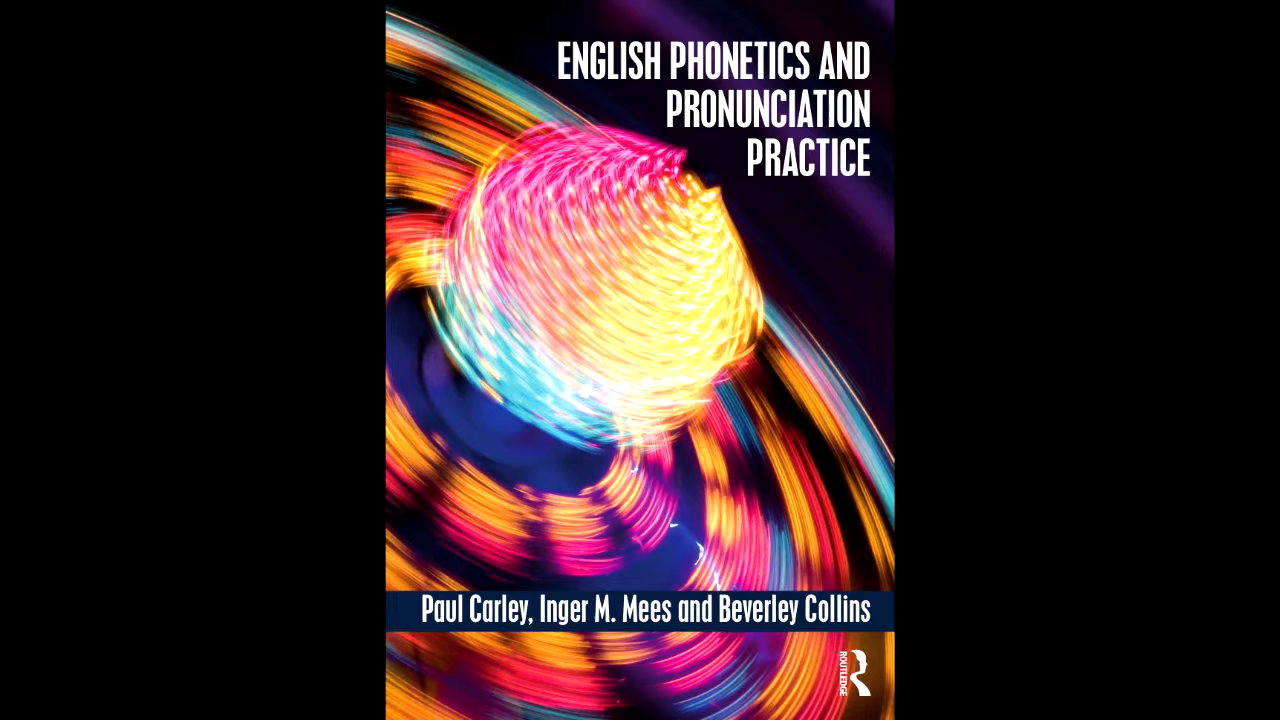 ENGLISH PHONETICS AND
PRONUNCIATION
PRACTICE
Paul Carley, Inger M. Mees and Beverley Collins
ROUTLEDGE